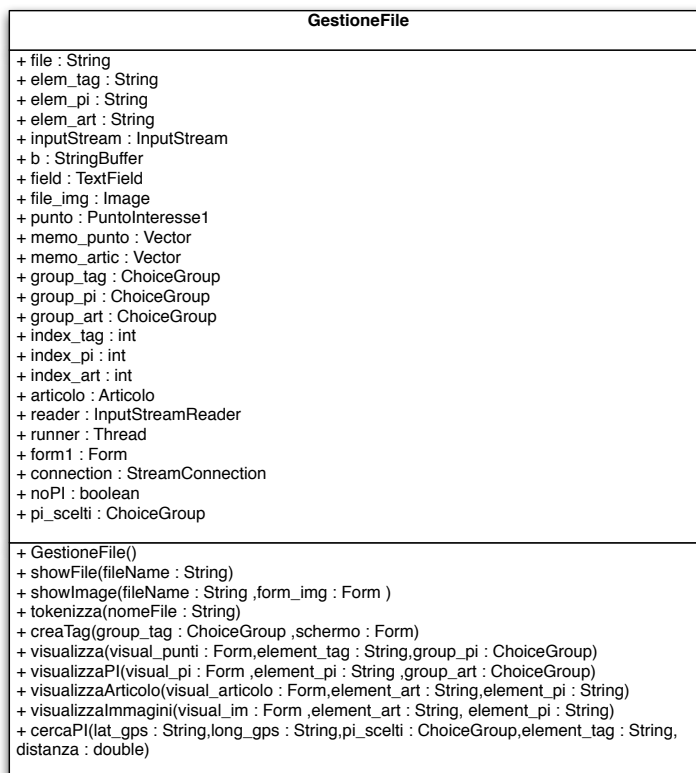 GestioneFile
+ file : String
+ elem_tag : String
+ elem_pi : String
+ elem_art : String
+ inputStream : InputStream
+ b : StringBuffer
+ field : TextField
+ file_img : Image
+ punto : PuntoInteresse1
+ memo_punto : Vector
+ memo_artic : Vector
+ group_tag : ChoiceGroup
+ group_pi : ChoiceGroup
+ group_art : ChoiceGroup
+ index_tag : int
+ index_pi : int
+ index_art : int
+ articolo : Articolo
+ reader : InputStreamReader
+ runner : Thread
+ form1 : Form
+ connection : StreamConnection
+ noPI : boolean
+ pi_scelti : ChoiceGroup
+ GestioneFile()
+ showFile(fileName : String)
+ showImage(fileName : String ,form_img : Form )
+ tokenizza(nomeFile : String)
+ creaTag(group_tag : ChoiceGroup ,schermo : Form)
+ visualizza(visual_punti : Form,element_tag : String,group_pi : ChoiceGroup)
+ visualizzaPI(visual_pi : Form ,element_pi : String ,group_art : ChoiceGroup)
+ visualizzaArticolo(visual_articolo : Form,element_art : String,element_pi : String)
+ visualizzaImmagini(visual_im : Form ,element_art : String, element_pi : String)
+ cercaPI(lat_gps : String,long_gps : String,pi_scelti : ChoiceGroup,element_tag : String,
distanza : double)